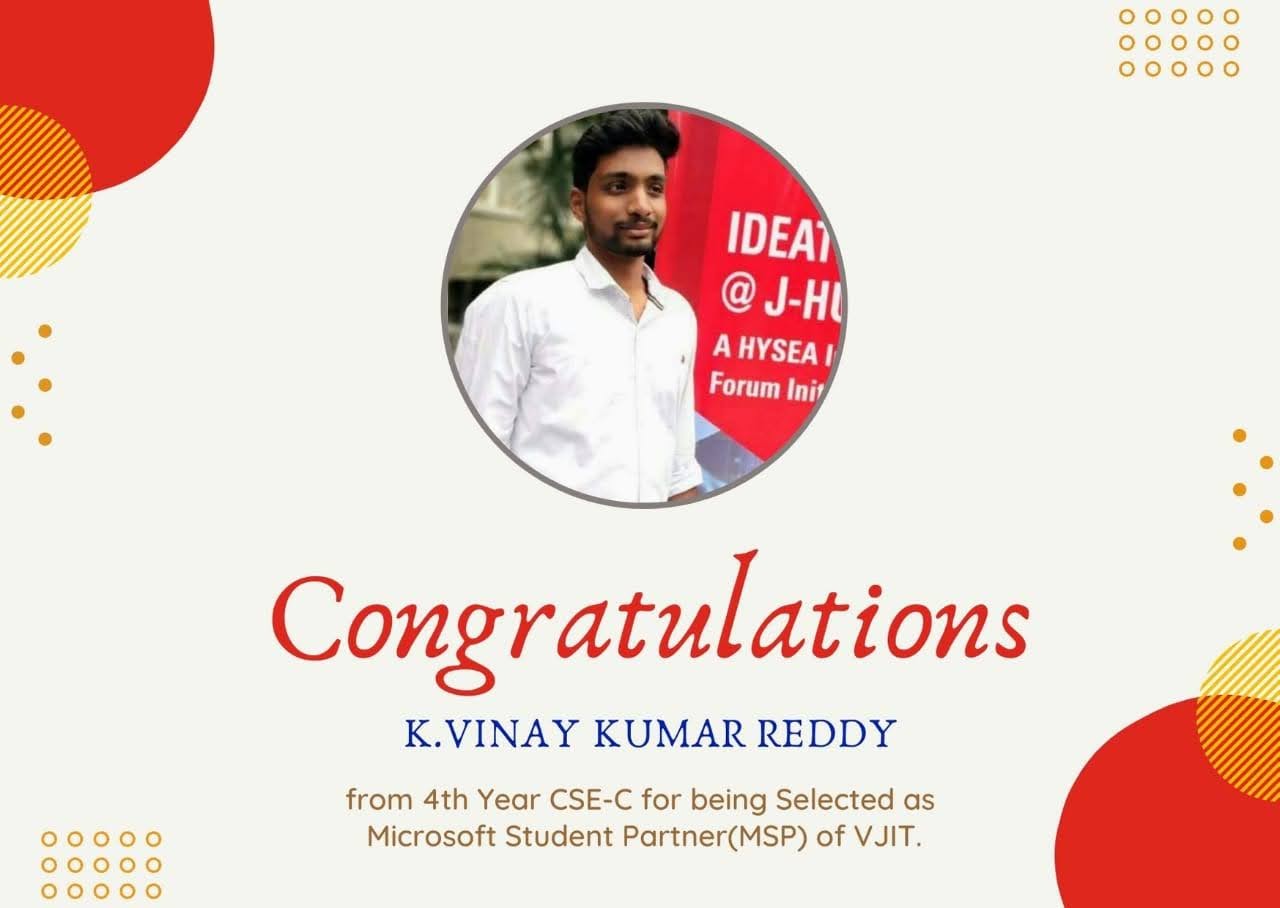 IDEAT
@ J-HU
A HYSEA I
Forum Init
Congratulations
K.VINAY KUMAR REDDY
from 4th Year CSE-C for being Selected as
Microsoft Student Partner(MSP) of VJIT.